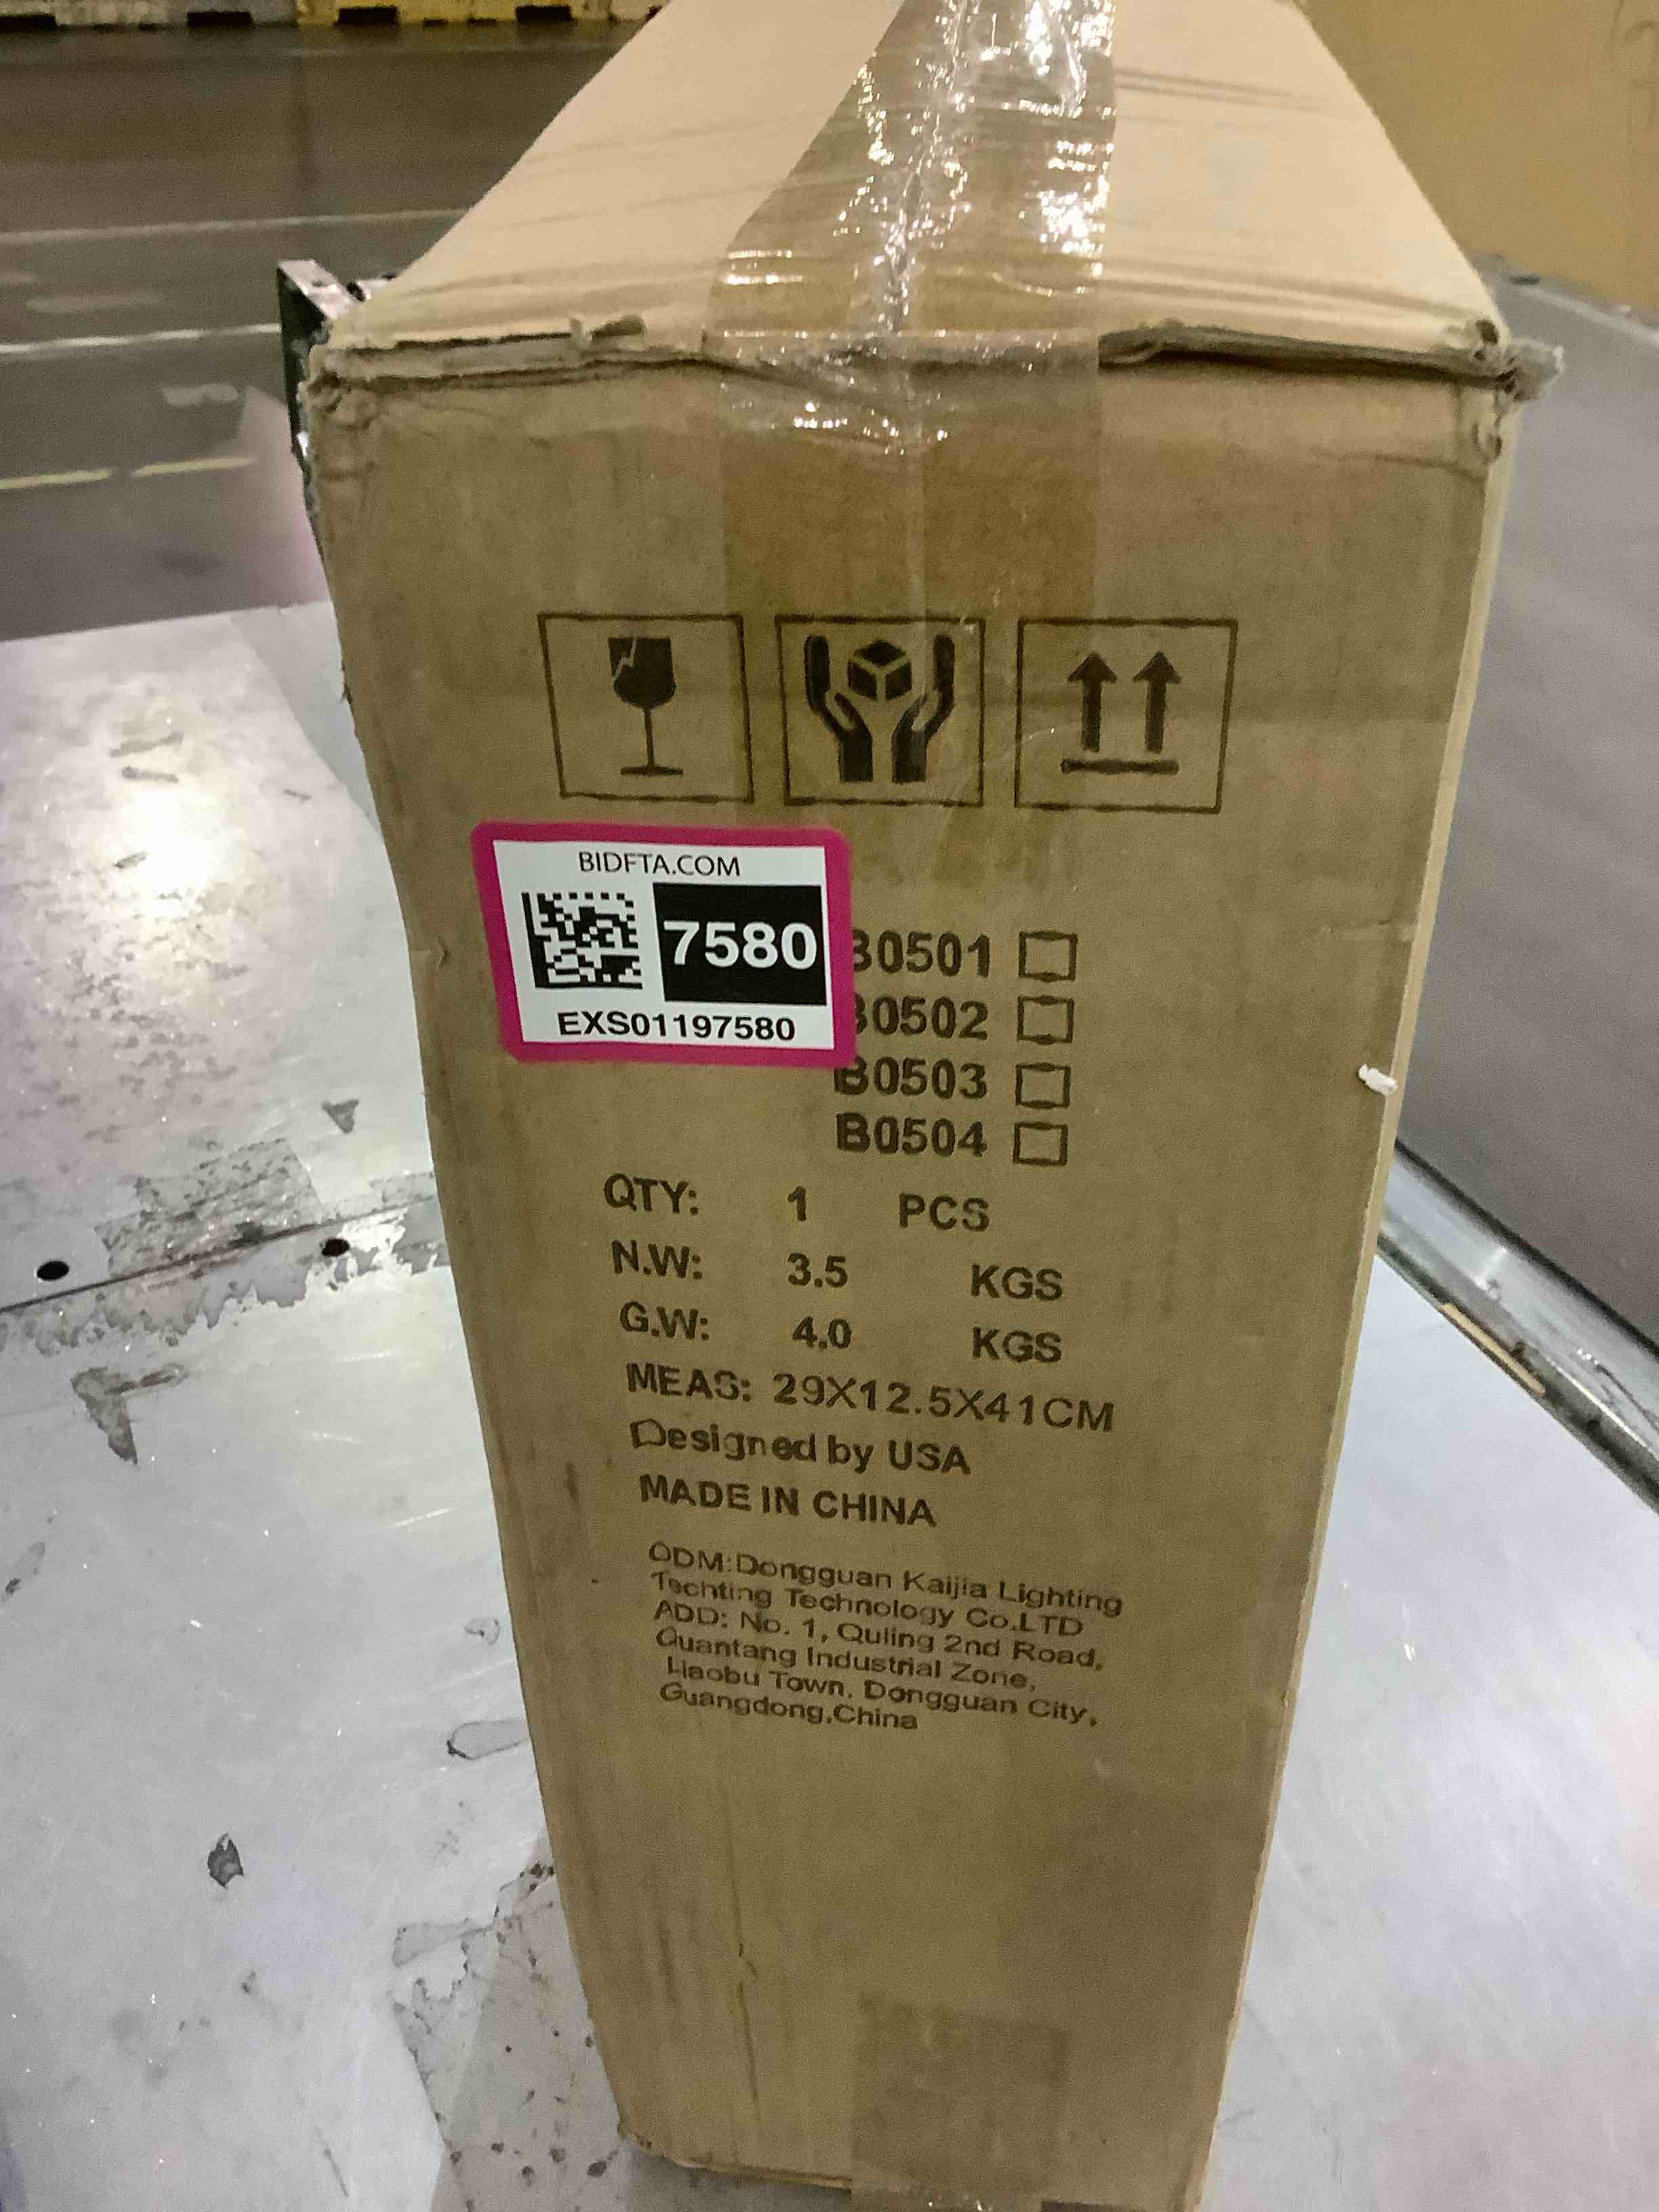 BIDFTA.COM
7580
EXS01197580
B0501
B0502
B0503
B0504
QTY: 1 PCS
N.W: 3.5 KGS
G.W: 4.0 KGS
MEAS: 29X12.5X41CM
Designed by USA
MADE IN CHINA
ODM:Dongguan Kaijia Lighting
Techting Technology Co.LTD
ADD: No. 1, Quling 2nd Road,
Guantang Industrial Zone,
Liaobu Town, Dongguan City,
Guangdong,China